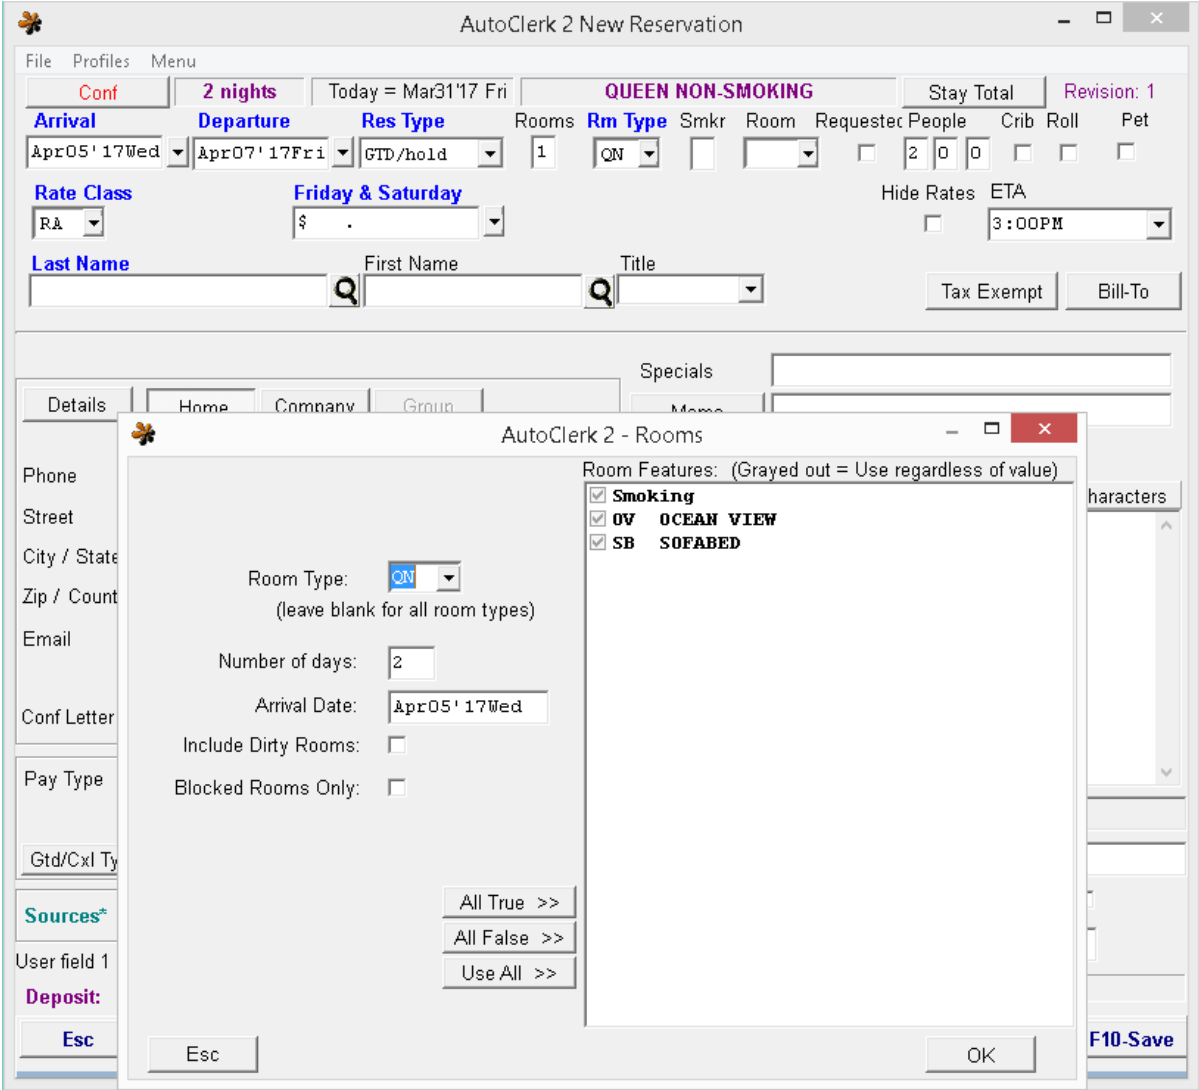 AutoClerk 2 New Reservation
File Profiles Menu
Conf 2 nights Today = Mar31'17 Fri QUEEN NON-SMOKING Stay Total Revision: 1
Arrival Departure Res Type Rooms Rm Type Smkr Room Requested People Crib Roll Pet
Apr05'17Wed Apr07'17Fri GTD/hold 1 QN 2 0 0
Rate Class Friday & Saturday Hide Rates ETA
RA $ . 3:00PM
Last Name First Name Title
Tax Exempt Bill-To
Specials
Details Home Company Group Memo
AutoClerk 2 - Rooms
Room Features: (Grayed out = Use regardless of value)
Phone Smoking haracters
Street OV OCEAN VIEW
SB SOFABED
City / State
Room Type: QN
Zip / Count (leave blank for all room types)
Email
Number of days: 2
Conf Letter Arrival Date: Apr05'17Wed
Include Dirty Rooms:
Pay Type Blocked Rooms Only:
Gtd/Cxl Ty
Sources* All True >>
All False >>
User field 1 Use All >>
Deposit:
Esc Esc OK F10-Save